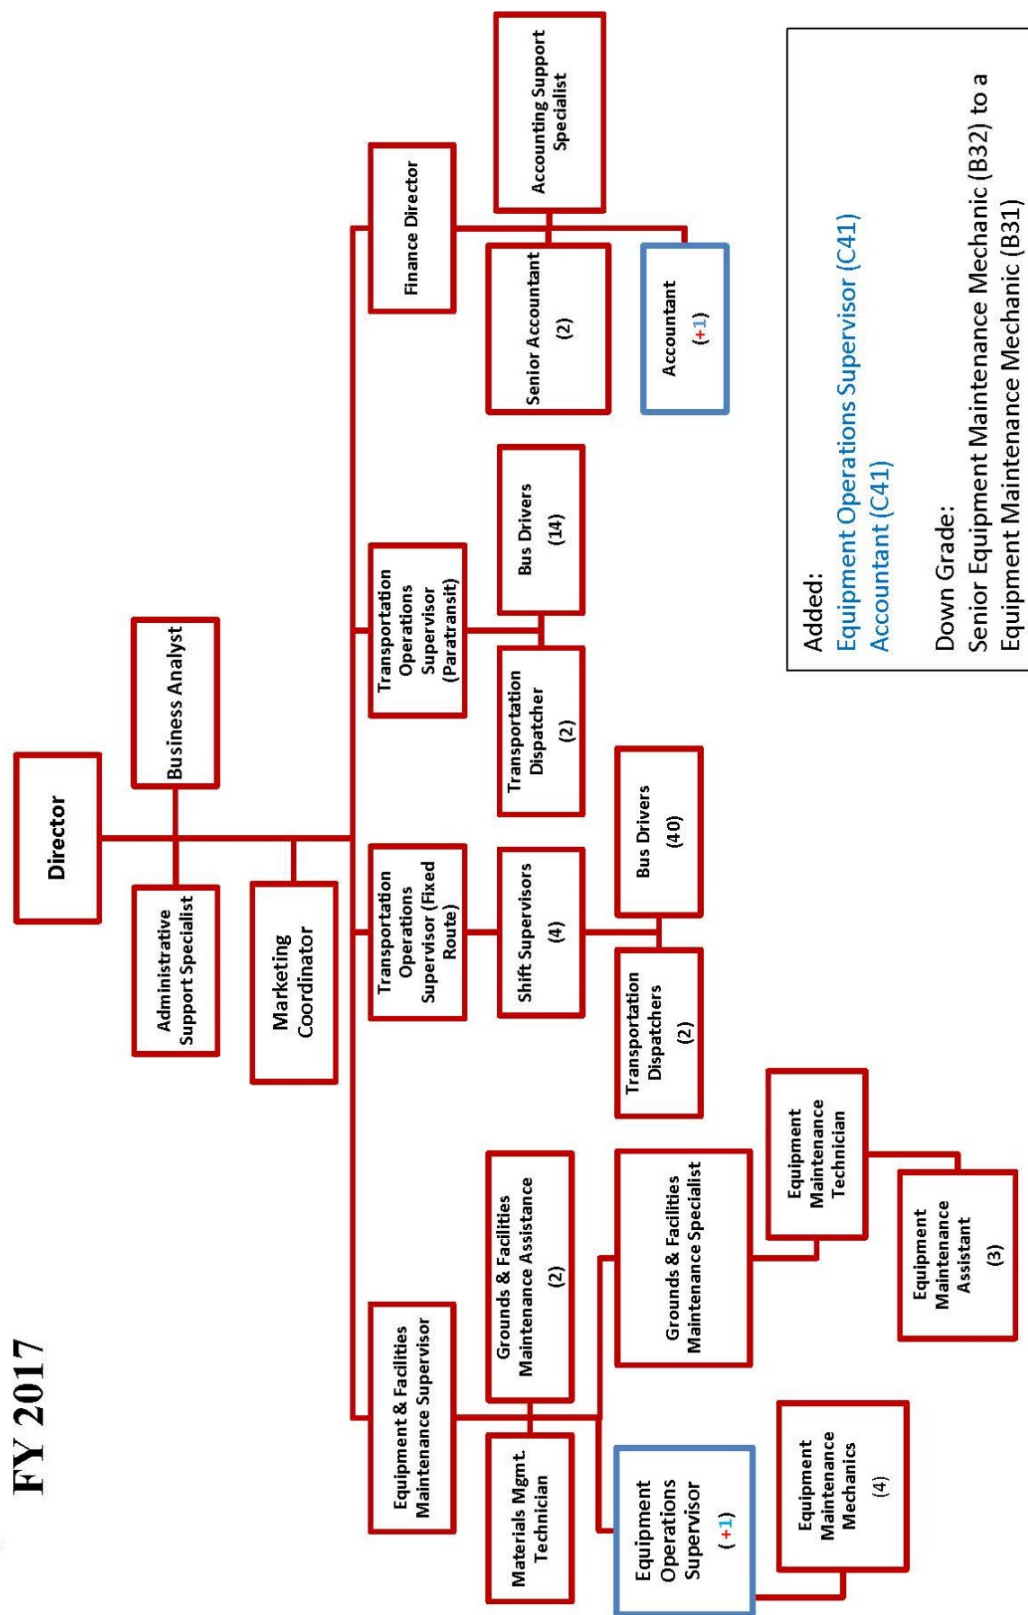 FY 2017
Director
Administrative
Support Specialist
Business Analyst
Marketing
Coordinator
Equipment & Facilities
Maintenance Supervisor
Transportation
Operations
Supervisor (Fixed
Route)
Transportation
Operations
Supervisor
(Paratransit)
Finance Director
Materials Mgmt.
Technician
Grounds & Facilities
Maintenance Assistance
(2)
Shift Supervisors
(4)
Transportation
Dispatcher
(2)
Bus Drivers
(14)
Senior Accountant
(2)
Accounting Support
Specialist
Equipment
Operations
Supervisor
(+1)
Grounds & Facilities
Maintenance Specialist
Transportation
Dispatchers
(2)
Bus Drivers
(40)
Accountant
(+1)
Equipment
Maintenance
Mechanics
(4)
Equipment
Maintenance
Technician
Equipment
Maintenance
Assistant
(3)
Added:
Equipment Operations Supervisor (C41)
Accountant (C41)
Down Grade:
Senior Equipment Maintenance Mechanic (B32) to a
Equipment Maintenance Mechanic (B31)